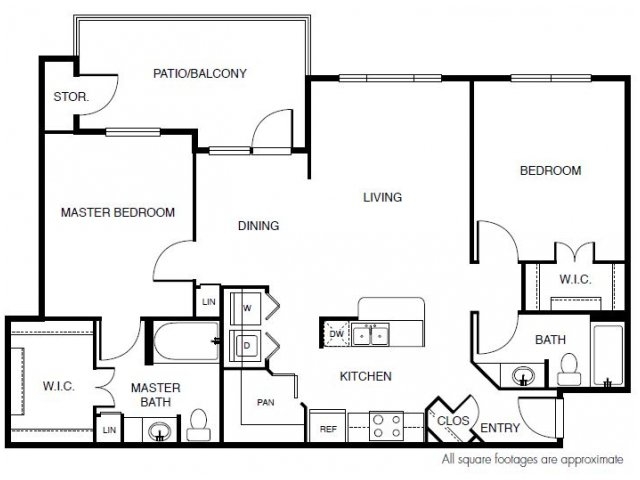 PATIO/BALCONY
STOR.
BEDROOM
LIVING
MASTER BEDROOM
DINING
W.I.C.
LIN
W
D
DW
BATH
KITCHEN
W.I.C.
MASTER
BATH
PAN
CLOS
LIN
REF
ENTRY
All square footages are approximate